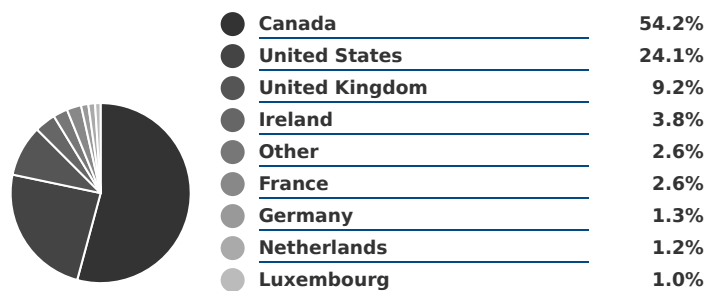 Canada 54.2%
United States 24.1%
United Kingdom 9.2%
Ireland 3.8%
Other 2.6%
France 2.6%
Germany 1.3%
Netherlands 1.2%
Luxembourg 1.0%